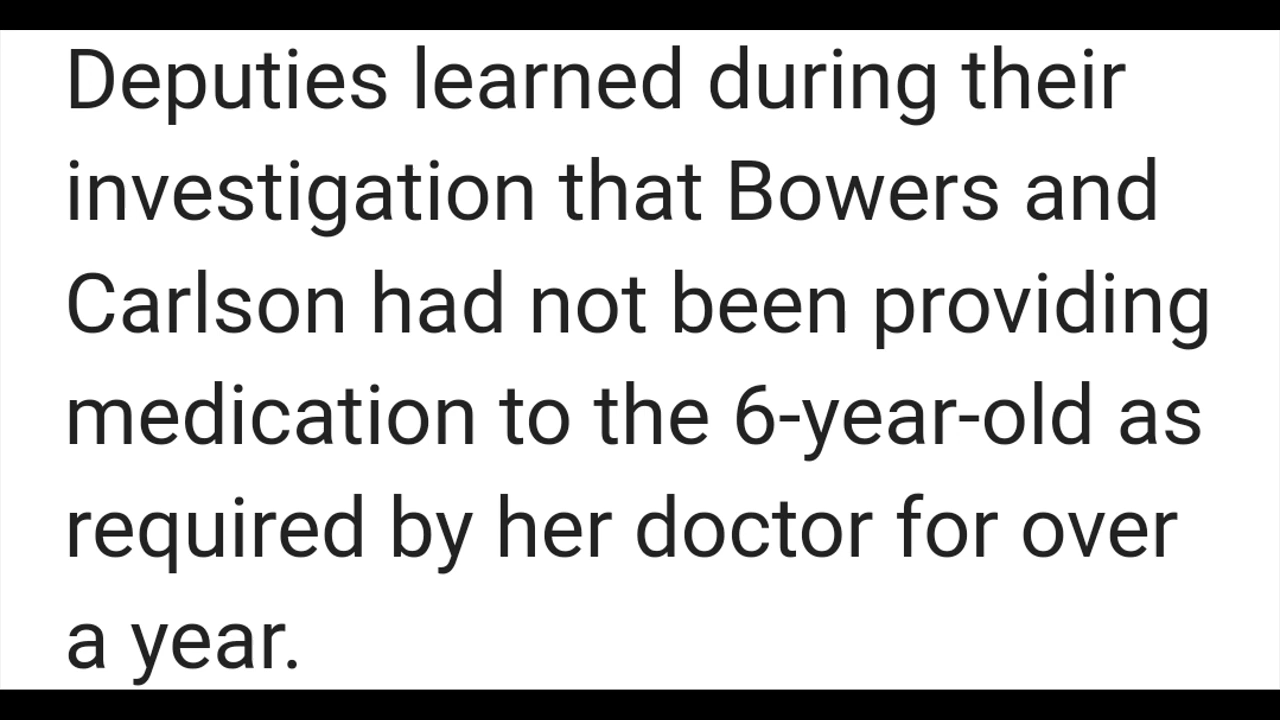 Deputies learned during their
investigation that Bowers and
Carlson had not been providing
medication to the 6-year-old as
required by her doctor for over
a year.